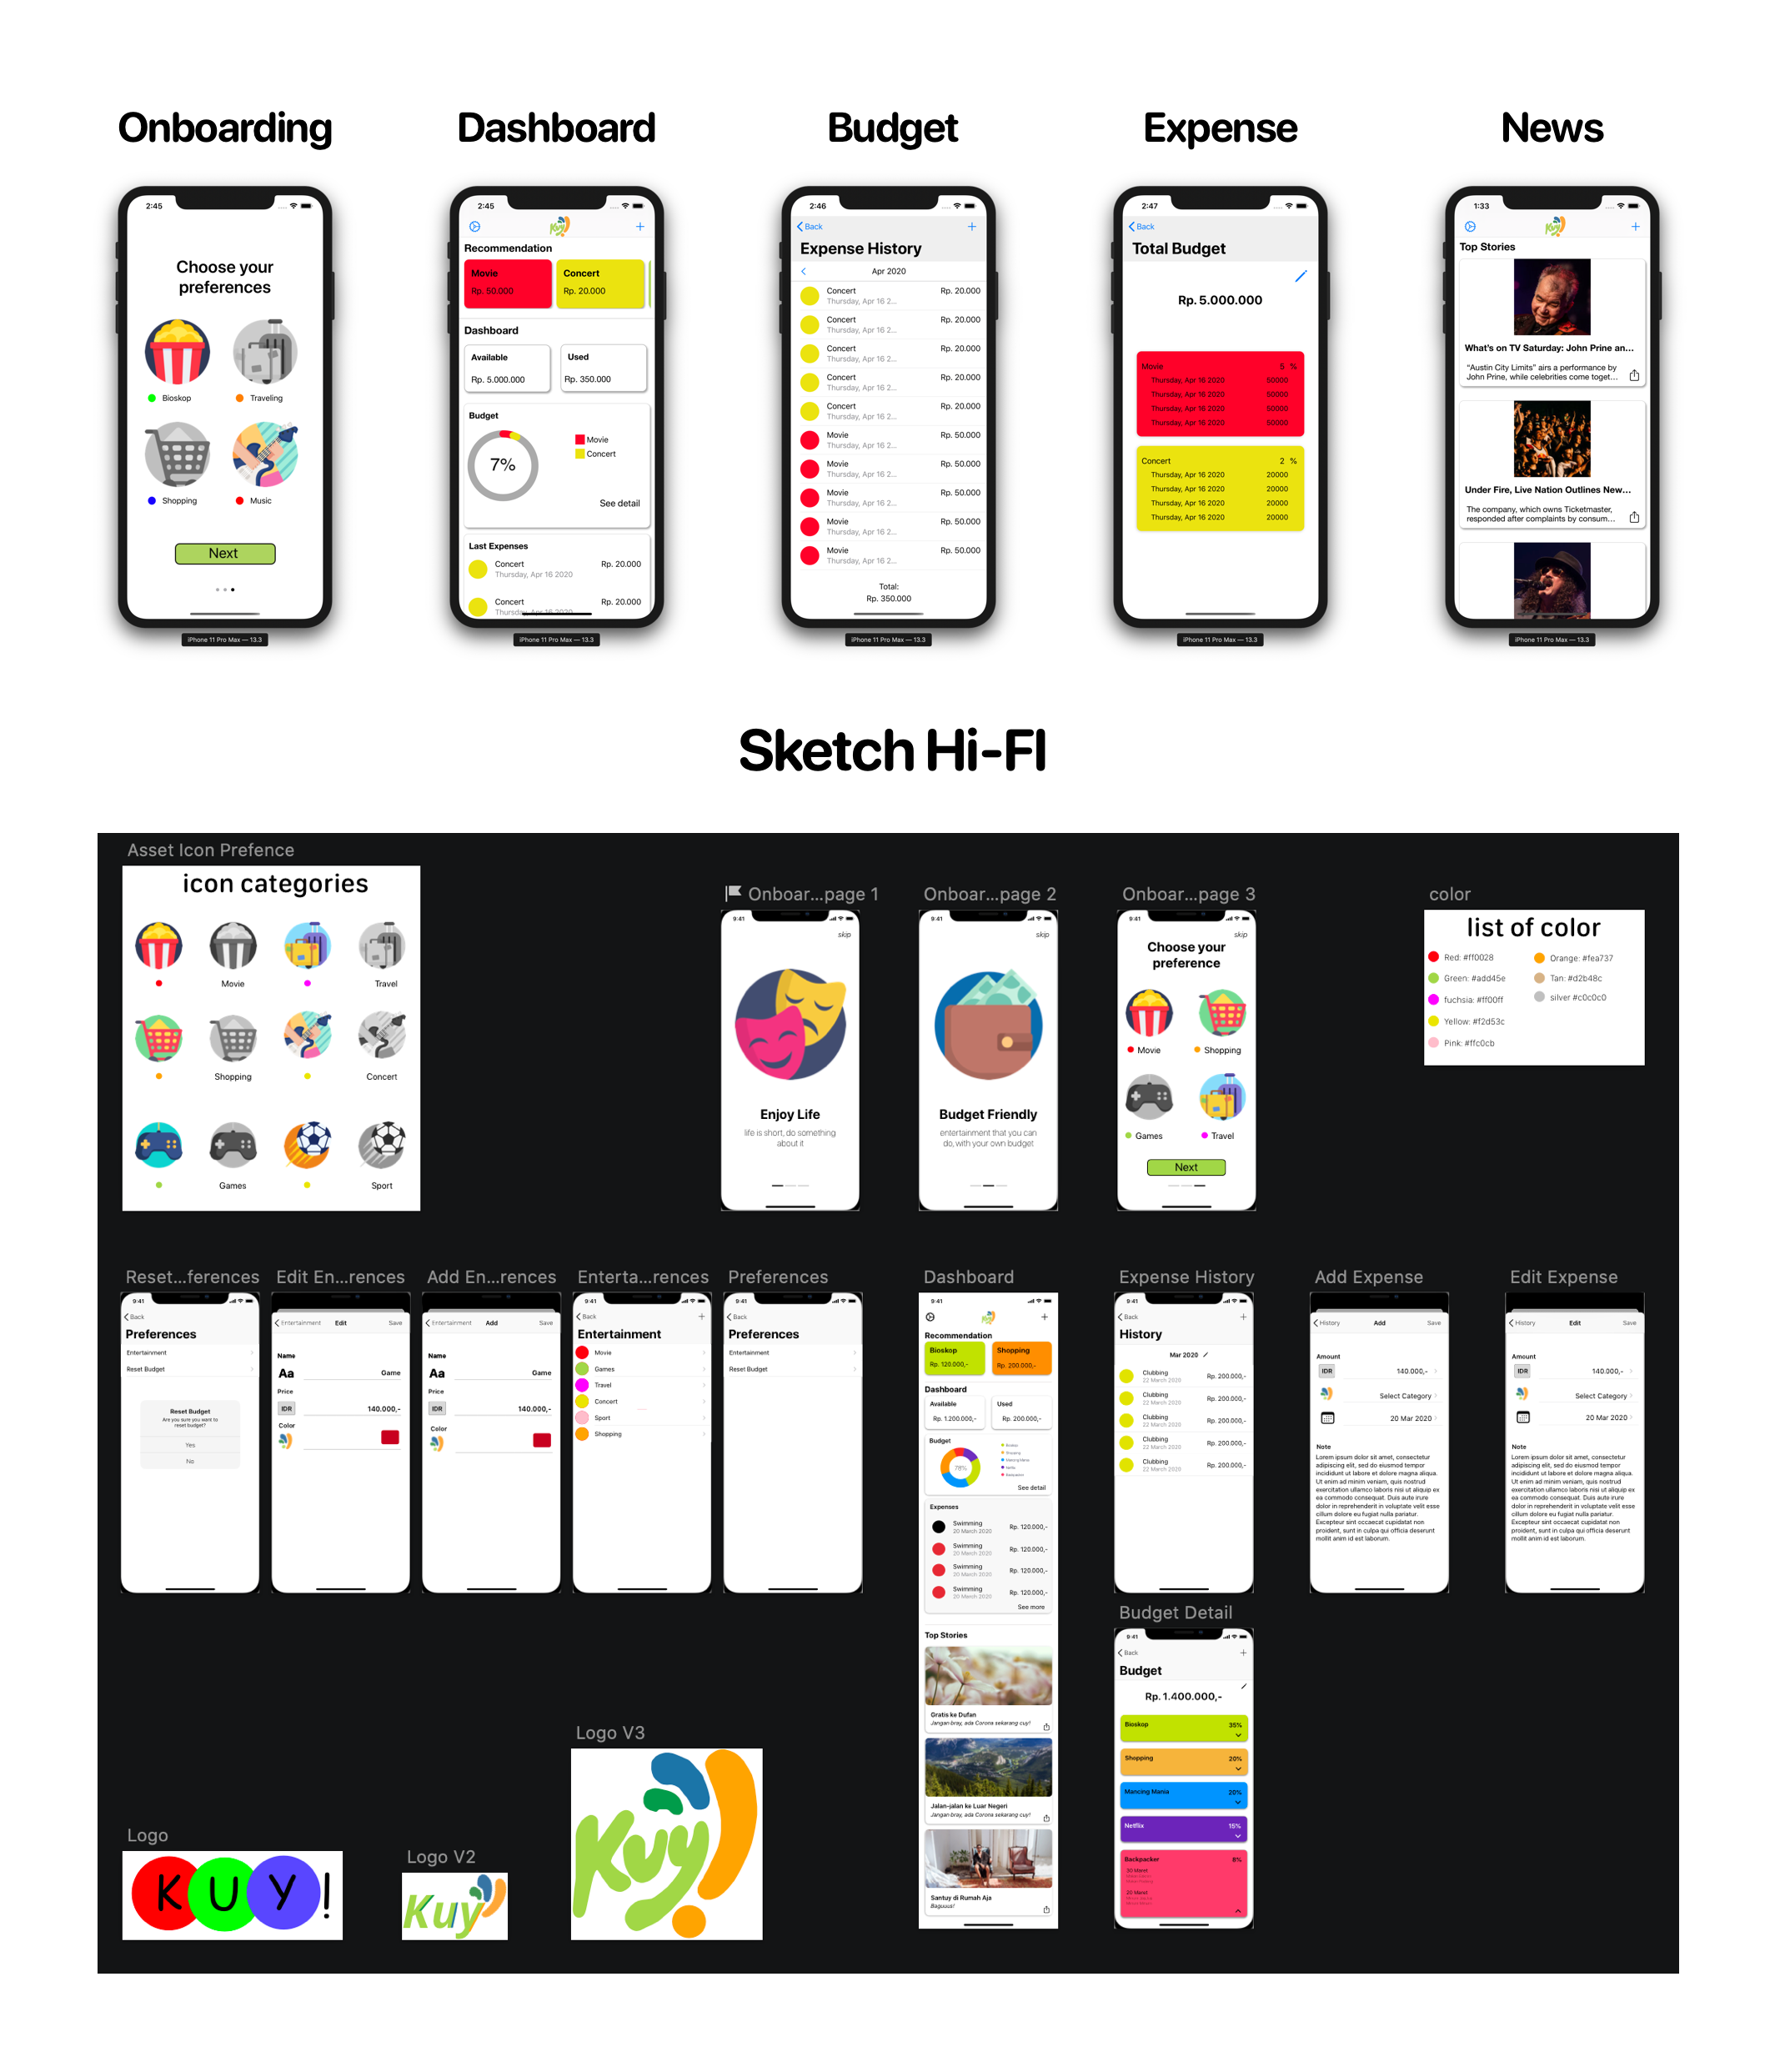 Onboarding
Dashboard
Budget
Expense
News
2:45
Choose your
preferences
Bioskop
Traveling
Shopping
Music
Next
iPhone 11 Pro Max — 13.3
2:45
Kuy!
Recommendation
Movie
Rp. 50.000
Concert
Rp. 20.000
Dashboard
Available
Rp. 5.000.000
Used
Rp. 350.000
Budget
7%
Movie
Concert
See detail
Last Expenses
Concert
Rp. 20.000
Thursday, Apr 16 2020
Concert
Rp. 20.000
Thursday, Apr 16 2020
iPhone 11 Pro Max — 13.3
2:46
Back
Expense History
Apr 2020
Concert
Rp. 20.000
Thursday, Apr 16 2...
Concert
Rp. 20.000
Thursday, Apr 16 2...
Concert
Rp. 20.000
Thursday, Apr 16 2...
Concert
Rp. 20.000
Thursday, Apr 16 2...
Concert
Rp. 20.000
Thursday, Apr 16 2...
Movie
Rp. 50.000
Thursday, Apr 16 2...
Movie
Rp. 50.000
Thursday, Apr 16 2...
Movie
Rp. 50.000
Thursday, Apr 16 2...
Movie
Rp. 50.000
Thursday, Apr 16 2...
Movie
Rp. 50.000
Thursday, Apr 16 2...
Total:
Rp. 350.000
iPhone 11 Pro Max — 13.3
2:47
Back
Total Budget
Rp. 5.000.000
Movie 5 %
Thursday, Apr 16 2020 50000
Thursday, Apr 16 2020 50000
Thursday, Apr 16 2020 50000
Thursday, Apr 16 2020 50000
Concert 2 %
Thursday, Apr 16 2020 20000
Thursday, Apr 16 2020 20000
Thursday, Apr 16 2020 20000
Thursday, Apr 16 2020 20000
iPhone 11 Pro Max — 13.3
1:33
Kuy!
Top Stories
What's on TV Saturday: John Prine an...
“Austin City Limits” airs a performance by
John Prine, while celebrities come toget...
Under Fire, Live Nation Outlines New...
The company, which owns Ticketmaster,
responded after complaints by consum...
iPhone 11 Pro Max — 13.3
Sketch Hi-FI
Asset Icon Prefence
icon categories
Movie
Travel
Shopping
Concert
Games
Sport
Onboar...page 1
9:41
skip
Enjoy Life
life is short, do something
about it
Onboar...page 2
9:41
skip
Budget Friendly
entertainment that you can
do, with your own budget
Onboar...page 3
9:41
skip
Choose your
preference
Movie
Shopping
Games
Travel
Next
color
list of color
Red: #ff0028
Orange: #fea737
Green: #add45e
Tan: #d2b48c
fuchsia: #ff00ff
silver #c0c0c0
Yellow: #f2d53c
Pink: #ffc0cb
Reset...ferences
9:41
Back
Preferences
Entertainment
Reset Budget
Reset Budget
Are you sure you want to
reset budget?
Yes
No
Edit En...rences
Entertainment
Edit
Save
Name
Aa
Game
Price
IDR
140.000,-
Color
Add En...rences
Entertainment
Add
Save
Name
Aa
Game
Price
IDR
140.000,-
Color
Enterta...rences
9:41
Back
Entertainment
Movie
Games
Travel
Concert
Sport
Shopping
Preferences
9:41
Back
Preferences
Entertainment
Reset Budget
Dashboard
9:41
Kuy!
Recommendation
Bioskop
Rp. 120.000,-
Shopping
Rp. 200.000,-
Dashboard
Available
Rp. 1.200.000,-
Used
Rp. 200.000,-
Budget
78%
Bioskop
Shopping
Mancing Mania
Netflix
Backpacker
See detail
Expenses
Swimming
20 March 2020
Rp. 120.000,-
Swimming
20 March 2020
Rp. 120.000,-
Swimming
20 March 2020
Rp. 120.000,-
Swimming
20 March 2020
Rp. 120.000,-
See more
Top Stories
Gratis ke Dufan
Jangan bray, ada Corona sekarang cuy!
Jalan-jalan ke Luar Negeri
Jangan bray, ada Corona sekarang cuy!
Santuy di Rumah Aja
Baguuus!
Expense History
9:41
Back
History
Mar 2020
Clubbing
22 March 2020
Rp. 200.000,-
Clubbing
22 March 2020
Rp. 200.000,-
Clubbing
22 March 2020
Rp. 200.000,-
Clubbing
22 March 2020
Rp. 200.000,-
Clubbing
22 March 2020
Rp. 200.000,-
Add Expense
History
Add
Save
Amount
IDR
140.000,-
Select Category
20 Mar 2020
Note
Lorem ipsum dolor sit amet, consectetur
adipiscing elit, sed do eiusmod tempor
incididunt ut labore et dolore magna aliqua.
Ut enim ad minim veniam, quis nostrud
exercitation ullamco laboris nisi ut aliquip ex
ea commodo consequat. Duis aute irure
dolor in reprehenderit in voluptate velit esse
cillum dolore eu fugiat nulla pariatur.
Excepteur sint occaecat cupidatat non
proident, sunt in culpa qui officia deserunt
mollit anim id est laborum.
Edit Expense
History
Edit
Save
Amount
IDR
140.000,-
Select Category
20 Mar 2020
Note
Lorem ipsum dolor sit amet, consectetur
adipiscing elit, sed do eiusmod tempor
incididunt ut labore et dolore magna aliqua.
Ut enim ad minim veniam, quis nostrud
exercitation ullamco laboris nisi ut aliquip ex
ea commodo consequat. Duis aute irure
dolor in reprehenderit in voluptate velit esse
cillum dolore eu fugiat nulla pariatur.
Excepteur sint occaecat cupidatat non
proident, sunt in culpa qui officia deserunt
mollit anim id est laborum.
Budget Detail
9:41
Back
Budget
Rp. 1.400.000,-
Bioskop 35%
Shopping 20%
Mancing Mania 20%
Netflix 15%
Backpacker 8%
30 Maret
20 Maret
Logo
KUY!
Logo V2
Kuy!
Logo V3
Kuy!